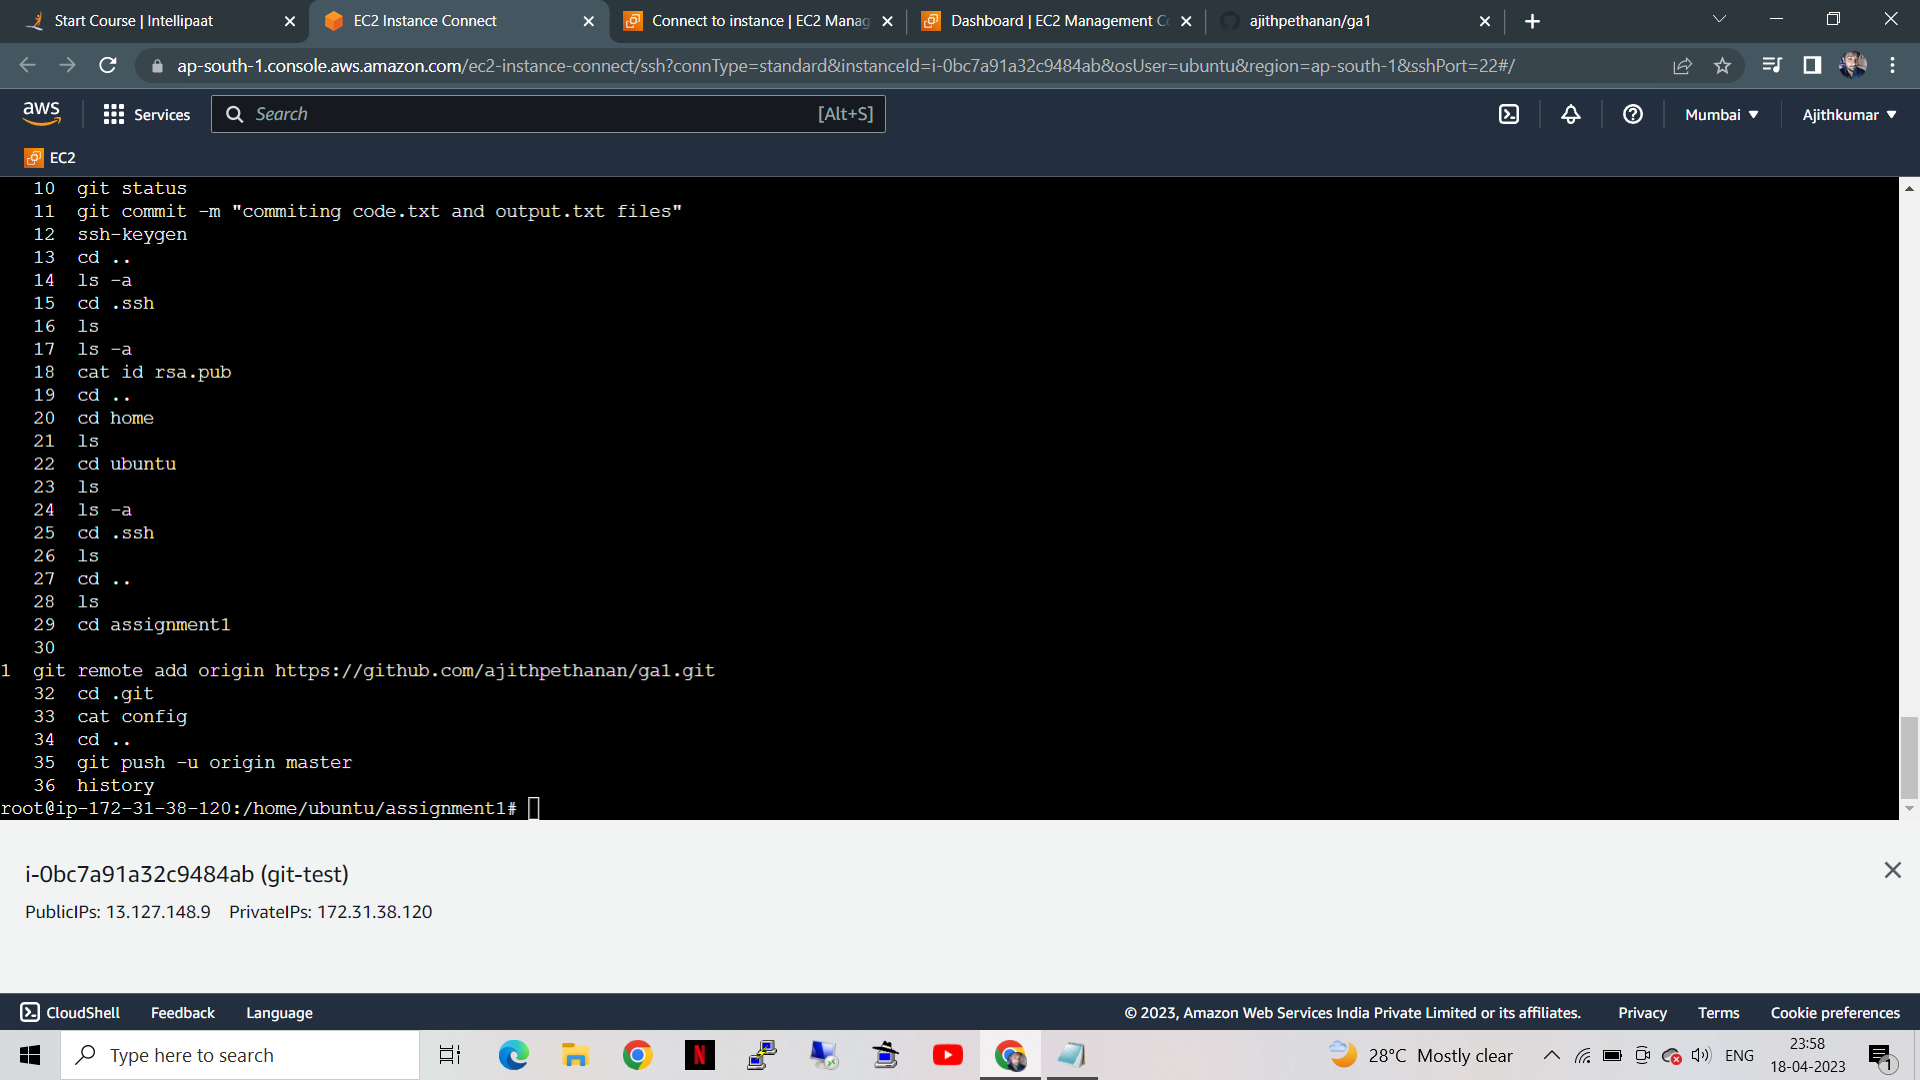 Start Course | Intellipaat
EC2 Instance Connect
Connect to instance | EC2 Manag
Dashboard | EC2 Management Co
ajithpethanan/ga1
ap-south-1.console.aws.amazon.com/ec2-instance-connect/ssh?connType=standard&instanceId=i-0bc7a91a32c9484ab&osUser=ubuntu&region=ap-south-1&sshPort=22#/
aws
Services
Search
[Alt+S]
Mumbai
Ajithkumar
EC2
10 git status
11 git commit -m "commiting code.txt and output.txt files"
12 ssh-keygen
13 cd ..
14 ls -a
15 cd .ssh
16 ls
17 ls -a
18 cat id rsa.pub
19 cd ..
20 cd home
21 ls
22 cd ubuntu
23 ls
24 ls -a
25 cd .ssh
26 ls
27 cd ..
28 ls
29 cd assignment1
30
1 git remote add origin https://github.com/ajithpethanan/ga1.git
32 cd .git
33 cat config
34 cd ..
35 git push -u origin master
36 history
root@ip-172-31-38-120:/home/ubuntu/assignment1#
i-0bc7a91a32c9484ab (git-test)
PublicIPs: 13.127.148.9 PrivateIPs: 172.31.38.120
CloudShell
Feedback
Language
© 2023, Amazon Web Services India Private Limited or its affiliates.
Privacy
Terms
Cookie preferences
Type here to search
N
28°C Mostly clear
ENG
23:58
18-04-2023
1